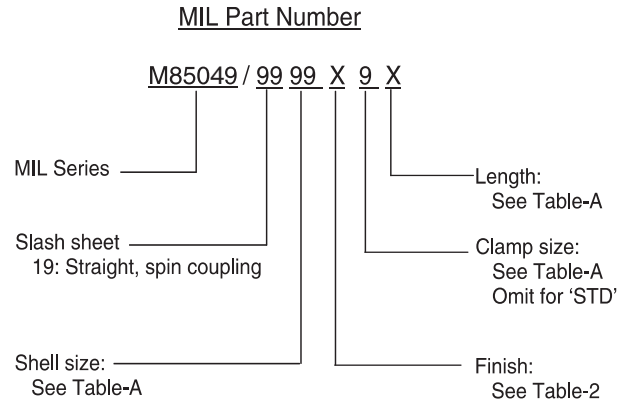 MIL Part Number
M85049 / 99 99 X 9 X
MIL Series
Length:
See Table-A
Slash sheet
19: Straight, spin coupling
Clamp size:
See Table-A
Omit for ‘STD’
Shell size:
See Table-A
Finish:
See Table-2